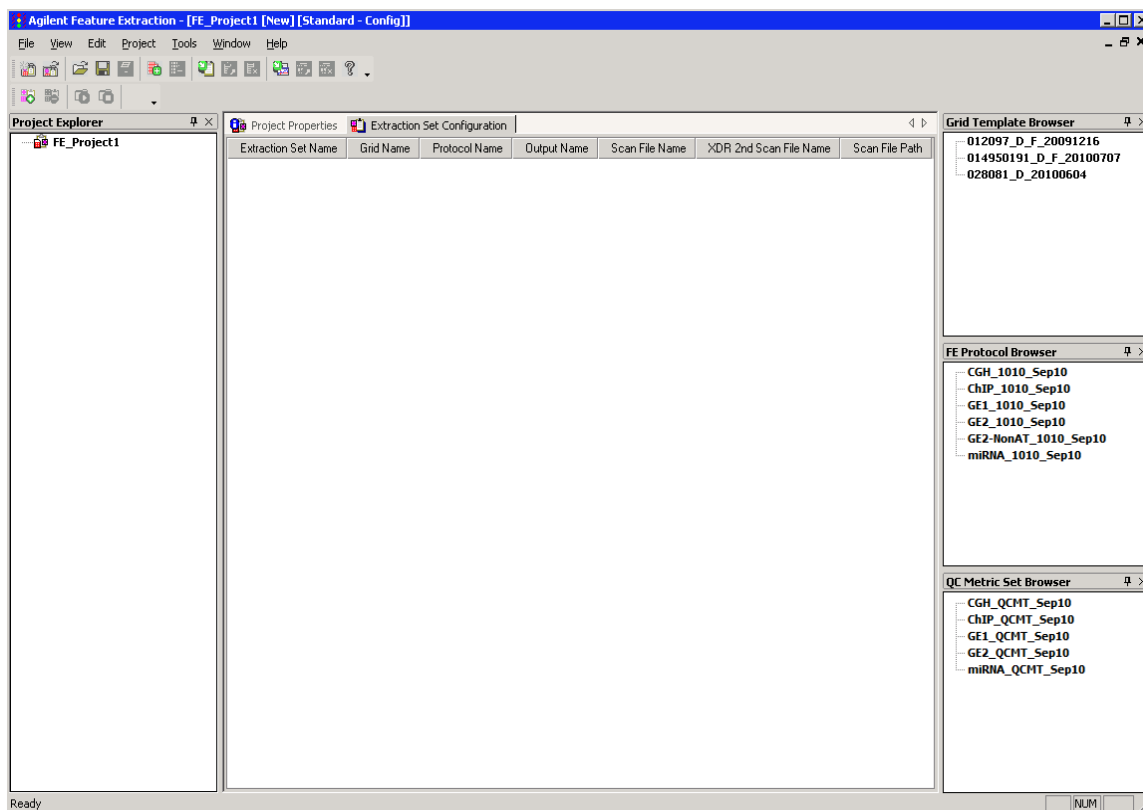 Agilent Feature Extraction - [FE_Project1 [New] [Standard - Config]]
File View Edit Project Tools Window Help
Project Explorer
FE_Project1
Project Properties Extraction Set Configuration
Extraction Set Name Grid Name Protocol Name Output Name Scan File Name XDR 2nd Scan File Name Scan File Path
Grid Template Browser
012097_D_F_20091216
014950191_D_F_20100707
028081_D_20100604
FE Protocol Browser
CGH_1010_Sep10
ChIP_1010_Sep10
GE1_1010_Sep10
GE2_1010_Sep10
GE2-NonAT_1010_Sep10
miRNA_1010_Sep10
QC Metric Set Browser
CGH_QCMT_Sep10
ChIP_QCMT_Sep10
GE1_QCMT_Sep10
GE2_QCMT_Sep10
miRNA_QCMT_Sep10
Ready NUM